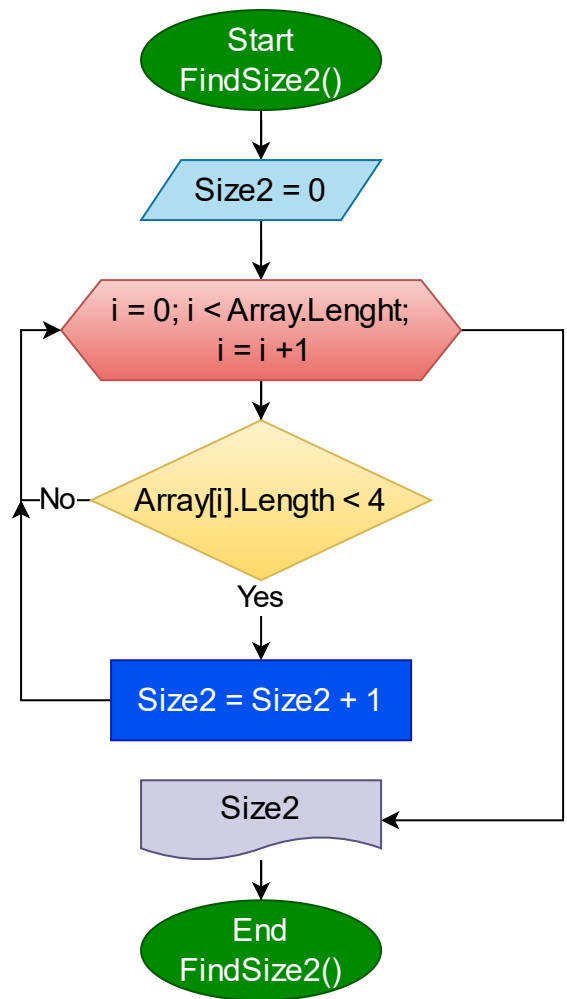 Start
FindSize2()
Size2 = 0
i = 0; i < Array.Lenght;
i = i +1
Array[i].Length < 4
No
Yes
Size2 = Size2 + 1
Size2
End
FindSize2()